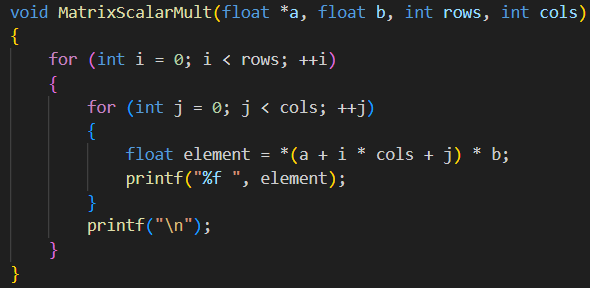 void MatrixScalarMult(float *a, float b, int rows, int cols)
{
    for (int i = 0; i < rows; ++i)
    {
        for (int j = 0; j < cols; ++j)
        {
            float element = *(a + i * cols + j) * b;
            printf("%f ", element);
        }
        printf("\n");
    }
}